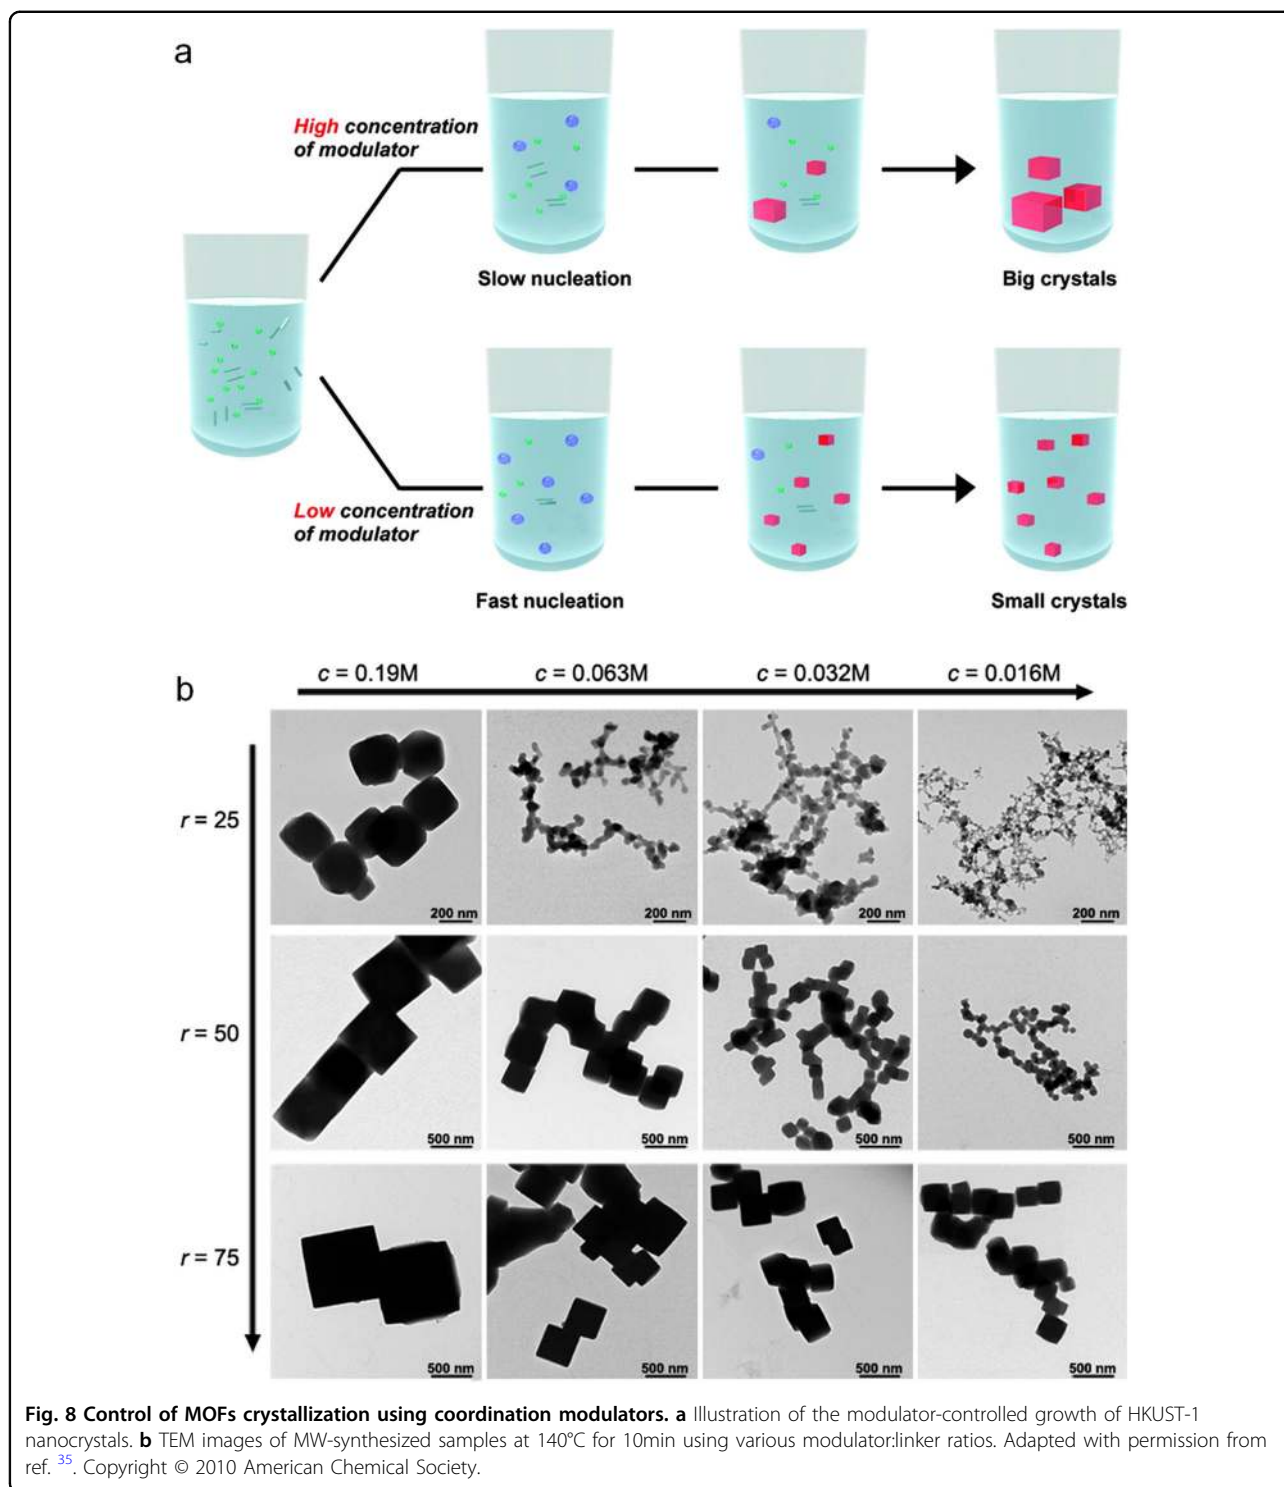 a
High concentration
of modulator
Slow nucleation
Big crystals
Low concentration
of modulator
Fast nucleation
Small crystals
b
c = 0.19M
c = 0.063M
c = 0.032M
c = 0.016M
r = 25
200 nm
200 nm
200 nm
200 nm
r = 50
500 nm
500 nm
500 nm
500 nm
r = 75
500 nm
500 nm
500 nm
500 nm
Fig. 8 Control of MOFs crystallization using coordination modulators. a Illustration of the modulator-controlled growth of HKUST-1
nanocrystals. b TEM images of MW-synthesized samples at 140°C for 10min using various modulator:linker ratios. Adapted with permission from
ref. 35. Copyright © 2010 American Chemical Society.